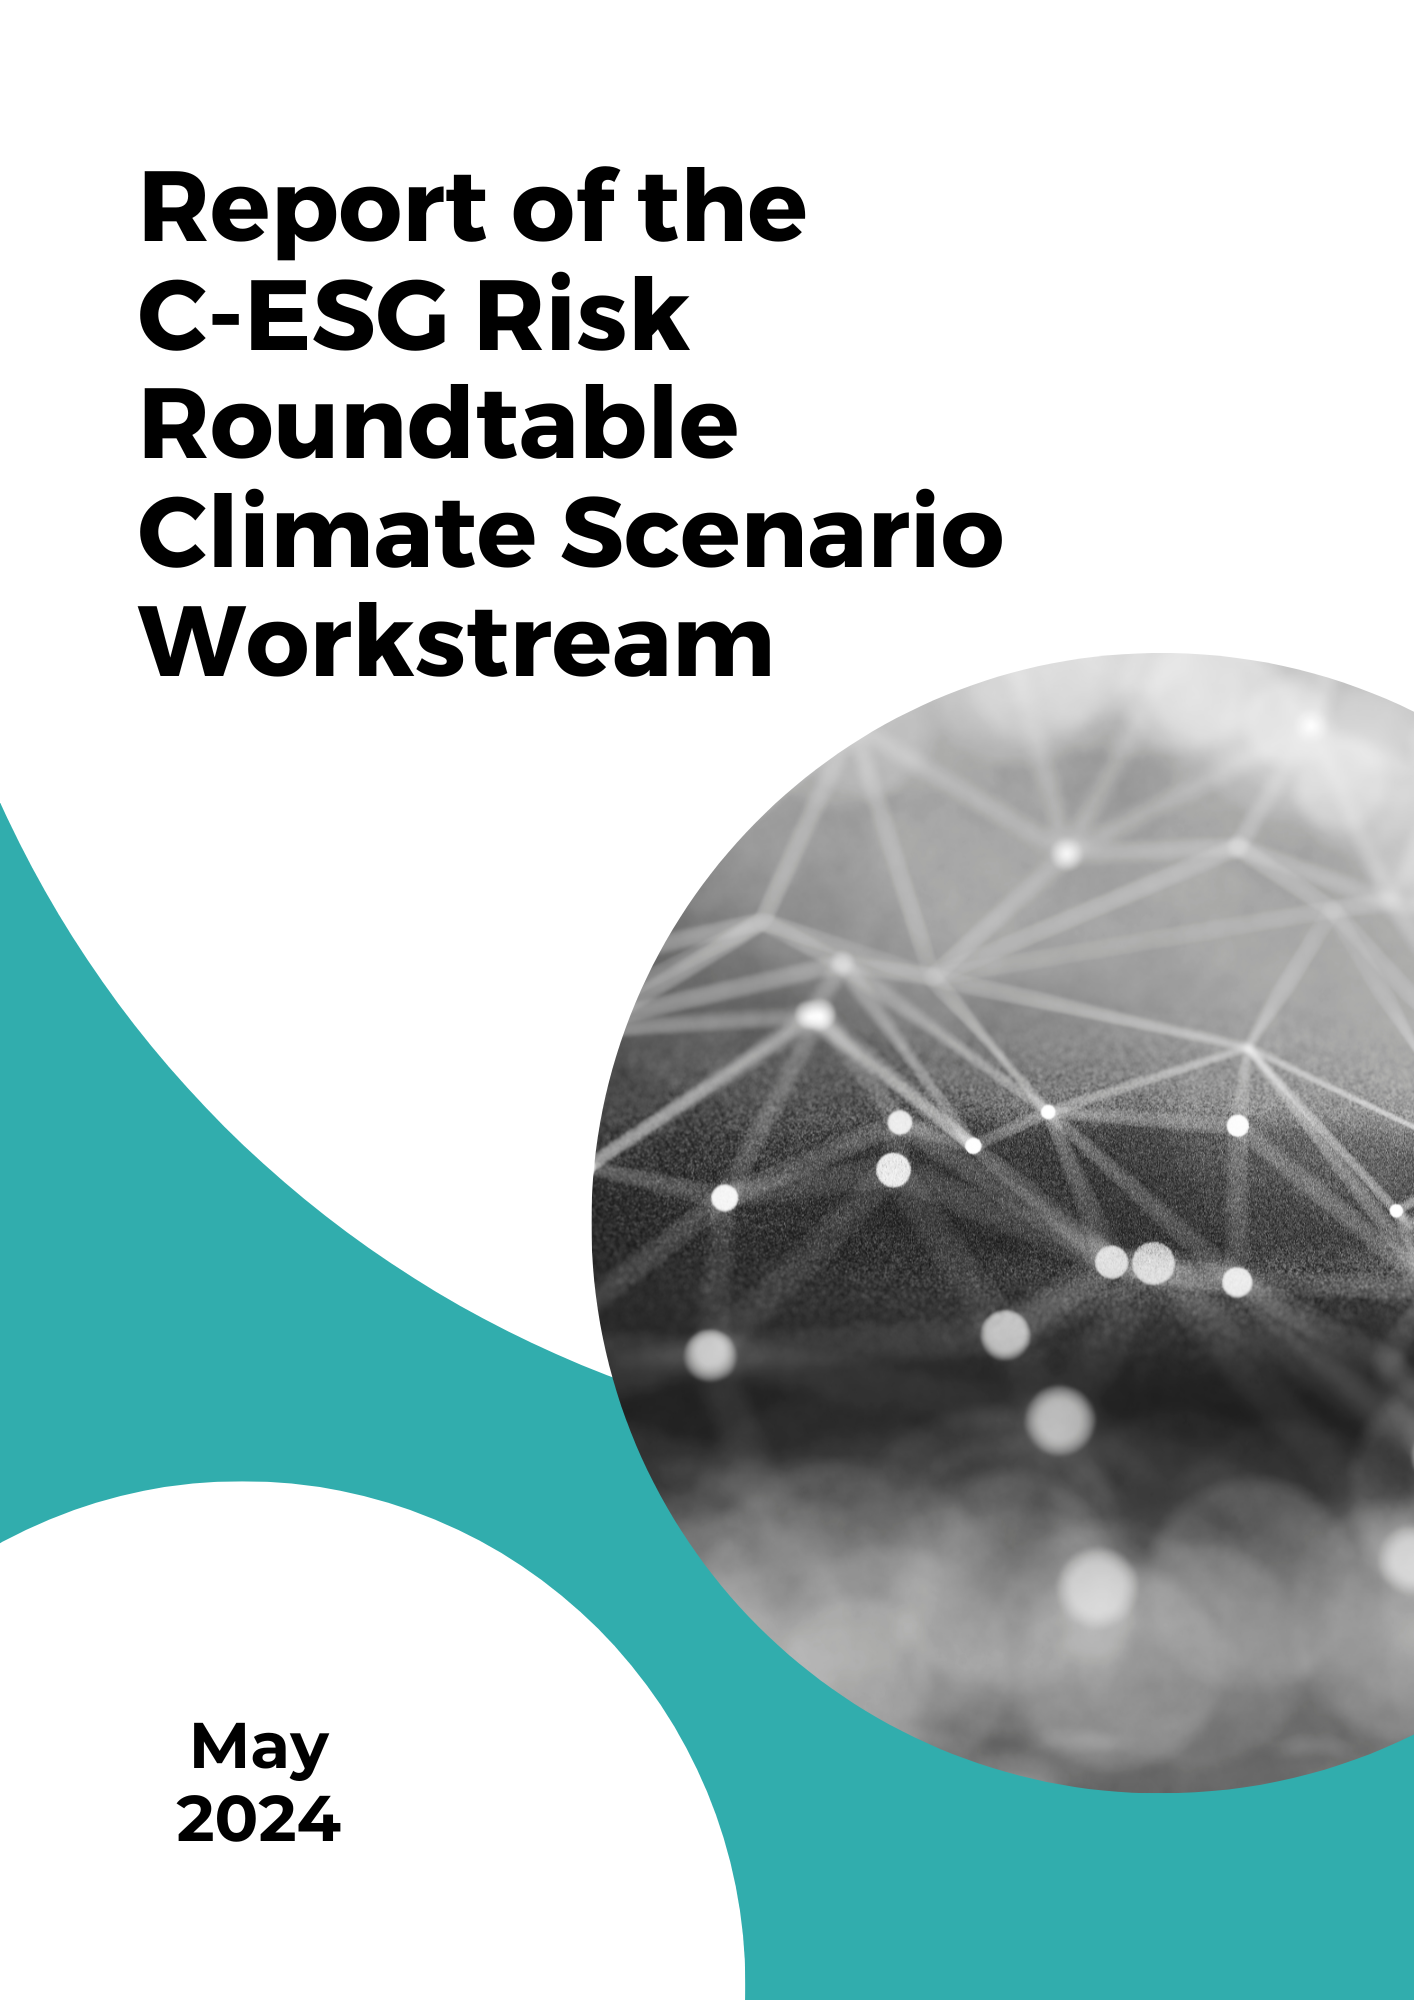 Report of the
C-ESG Risk
Roundtable
Climate Scenario
Workstream
May
2024